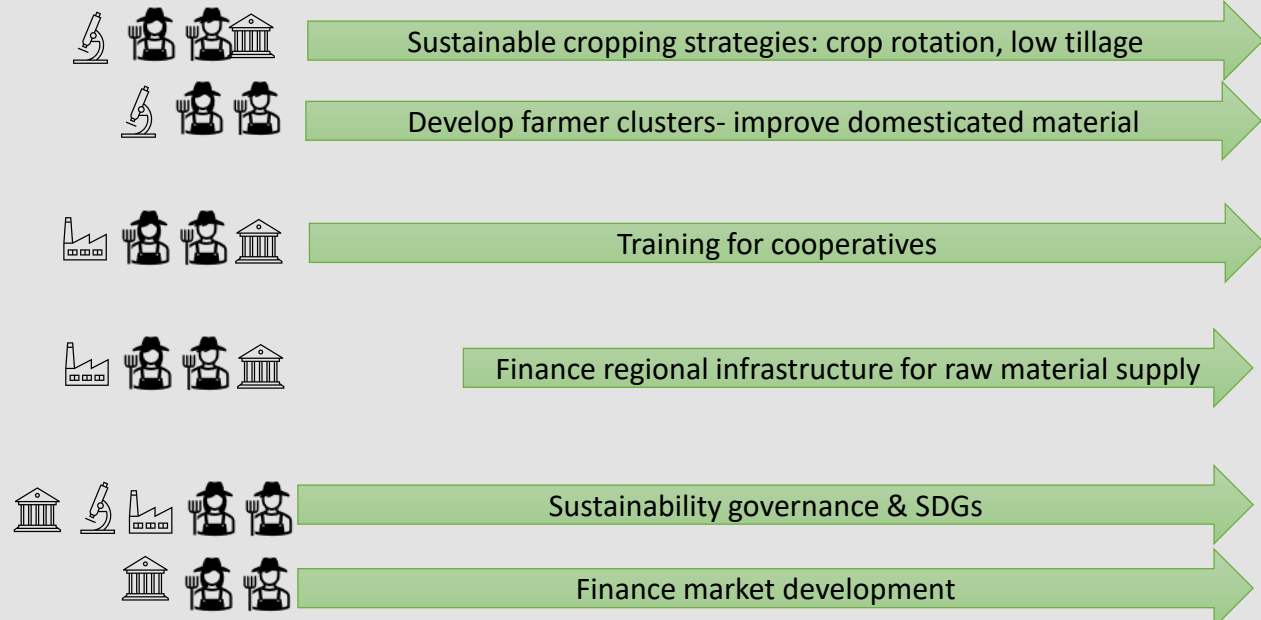 Sustainable cropping strategies: crop rotation, low tillage
Develop farmer clusters- improve domesticated material
Training for cooperatives
Finance regional infrastructure for raw material supply
Sustainability governance & SDGs
Finance market development